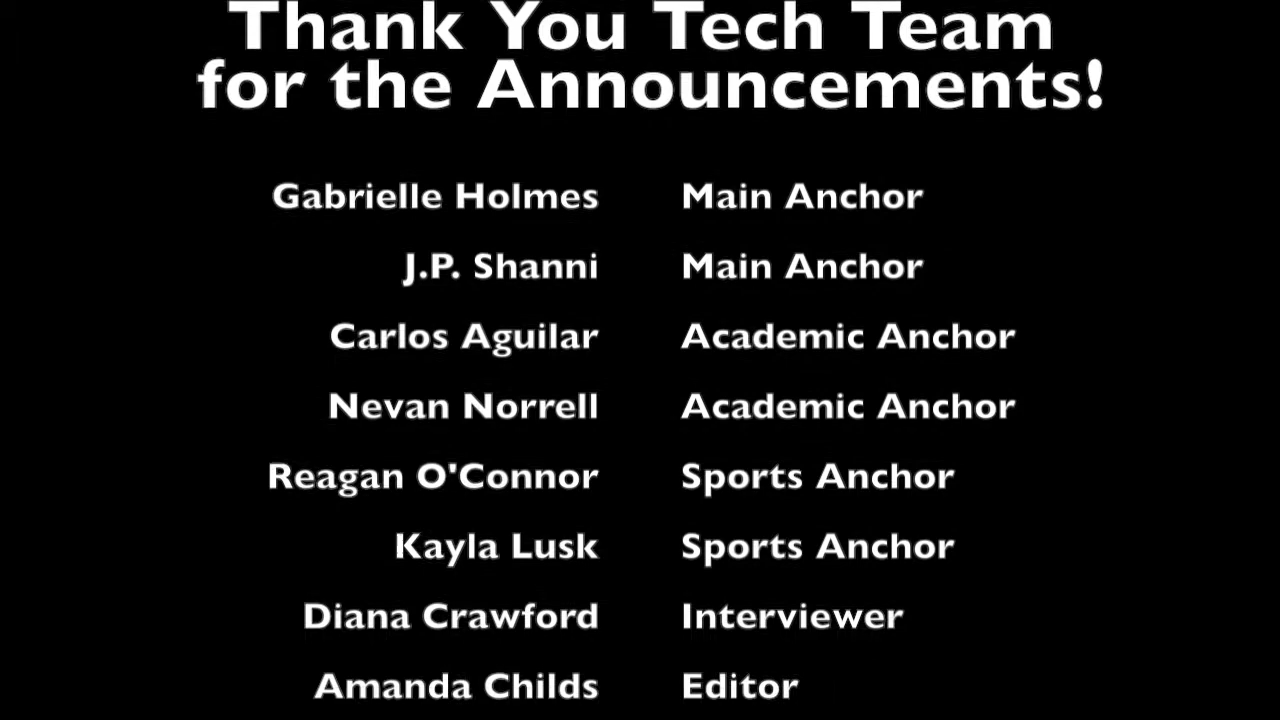 Thank You Tech Team
for the Announcements!
Gabrielle Holmes Main Anchor
J.P. Shanni Main Anchor
Carlos Aguilar Academic Anchor
Nevan Norrell Academic Anchor
Reagan O'Connor Sports Anchor
Kayla Lusk Sports Anchor
Diana Crawford Interviewer
Amanda Childs Editor